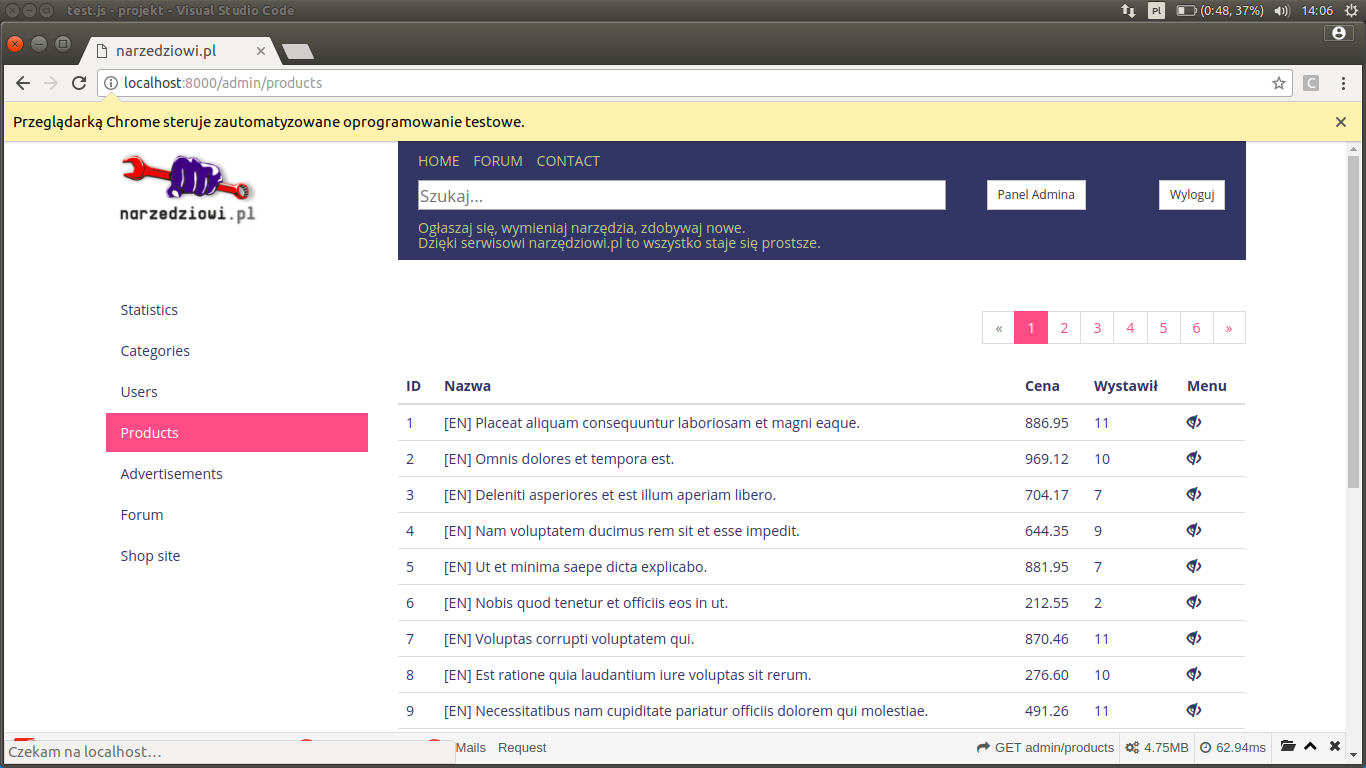 test.js - projekt - Visual Studio Code
Pl (0:48, 37%) 14:06
narzedziowi.pl
localhost:8000/admin/products
C
Przeglądarką Chrome steruje zautomatyzowane oprogramowanie testowe.
narzedziowi.pl
HOME FORUM CONTACT
Szukaj...
Panel Admina
Wyloguj
Ogłaszaj się, wymieniaj narzędzia, zdobywaj nowe.
Dzięki serwisowi narzędziowi.pl to wszystko staje się prostsze.
Statistics
Categories
Users
Products
Advertisements
Forum
Shop site
« 1 2 3 4 5 6 »
ID Nazwa Cena Wystawił Menu
1 [EN] Placeat aliquam consequuntur laboriosam et magni eaque. 886.95 11
2 [EN] Omnis dolores et tempora est. 969.12 10
3 [EN] Deleniti asperiores et est illum aperiam libero. 704.17 7
4 [EN] Nam voluptatem ducimus rem sit et esse impedit. 644.35 9
5 [EN] Ut et minima saepe dicta explicabo. 881.95 7
6 [EN] Nobis quod tenetur et officiis eos in ut. 212.55 2
7 [EN] Voluptas corrupti voluptatem qui. 870.46 11
8 [EN] Est ratione quia laudantium iure voluptas sit rerum. 276.60 10
9 [EN] Necessitatibus nam cupiditate pariatur officiis dolorem qui molestiae. 491.26 11
Czekam na localhost…
Mails Request
GET admin/products 4.75MB 62.94ms